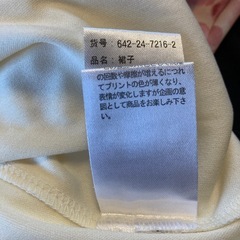 货号: 642-24-7216-2
品名: 裙子
の回数や摩擦が増えるにつれ
てプリントの色が薄くなり、
表情が変化しますが企画の意
図として商品をお楽しみ下さ
い。